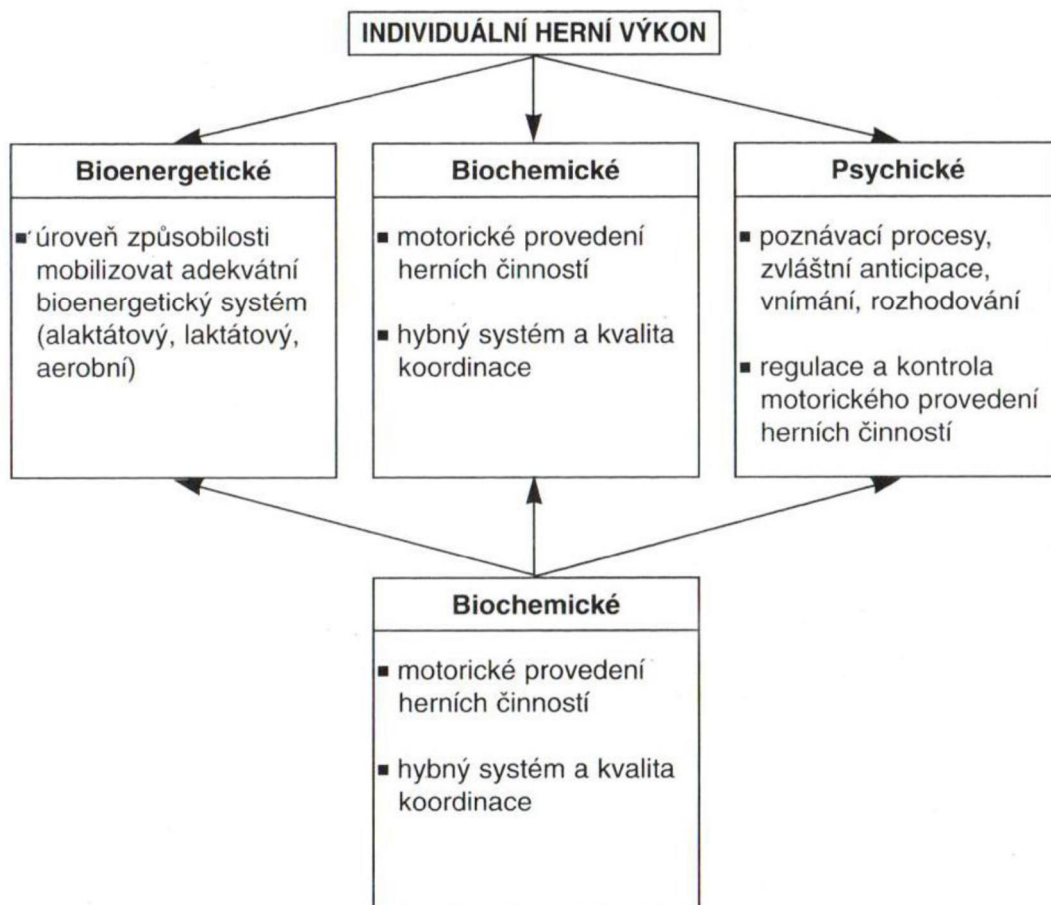 INDIVIDUÁLNÍ HERNÍ VÝKON
Bioenergetické
▪ úroveň způsobilosti
mobilizovat adekvátní
bioenergetický systém
(alaktátový, laktátový,
aerobní)
Biochemické
▪ motorické provedení
herních činností
▪ hybný systém a kvalita
koordinace
Psychické
▪ poznávací procesy,
zvláštní anticipace,
vnímání, rozhodování
▪ regulace a kontrola
motorického provedení
herních činností
Biochemické
▪ motorické provedení
herních činností
▪ hybný systém a kvalita
koordinace